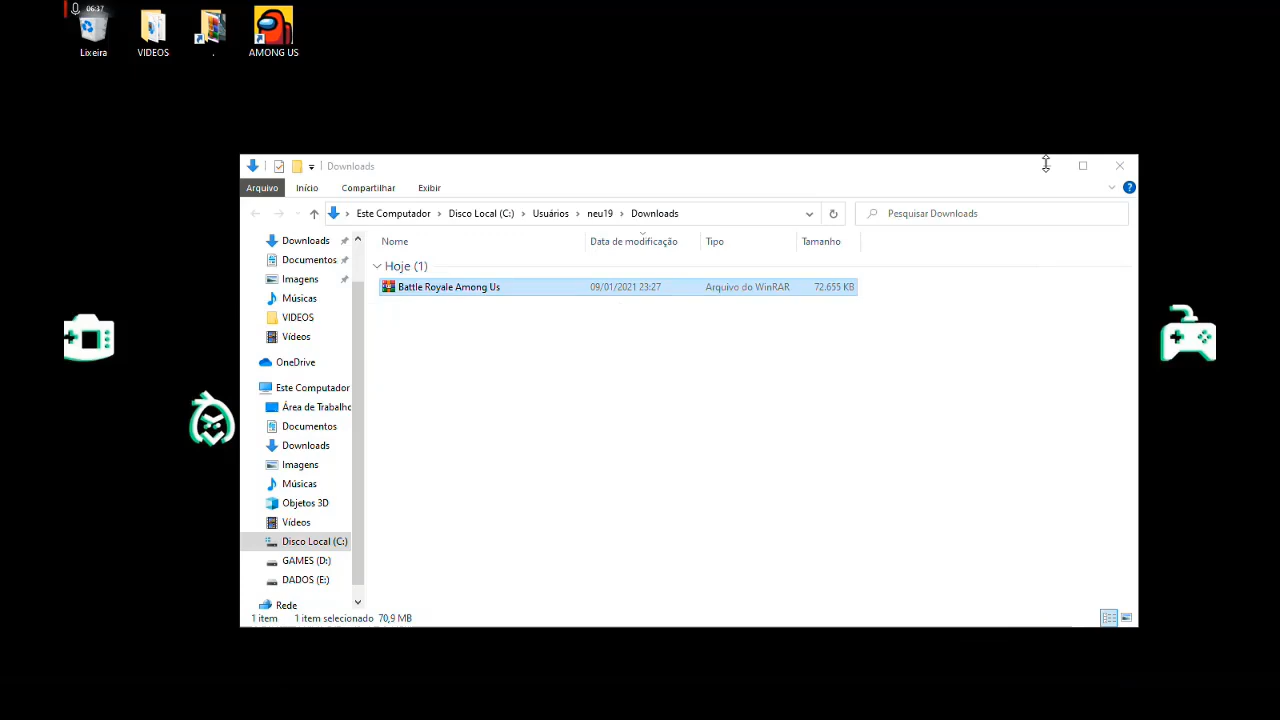 06:37
Lixeira
VIDEOS
.
AMONG US
Downloads
Arquivo
Início
Compartilhar
Exibir
Este Computador > Disco Local (C:) > Usuários > neu19 > Downloads
Pesquisar Downloads
Nome
Data de modificação
Tipo
Tamanho
Hoje (1)
Battle Royale Among Us
09/01/2021 23:27
Arquivo do WinRAR
72.655 KB
Downloads
Documentos
Imagens
Músicas
VIDEOS
Vídeos
OneDrive
Este Computador
Área de Trabalho
Documentos
Downloads
Imagens
Músicas
Objetos 3D
Vídeos
Disco Local (C:)
GAMES (D:)
DADOS (E:)
Rede
1 item
1 item selecionado 70,9 MB